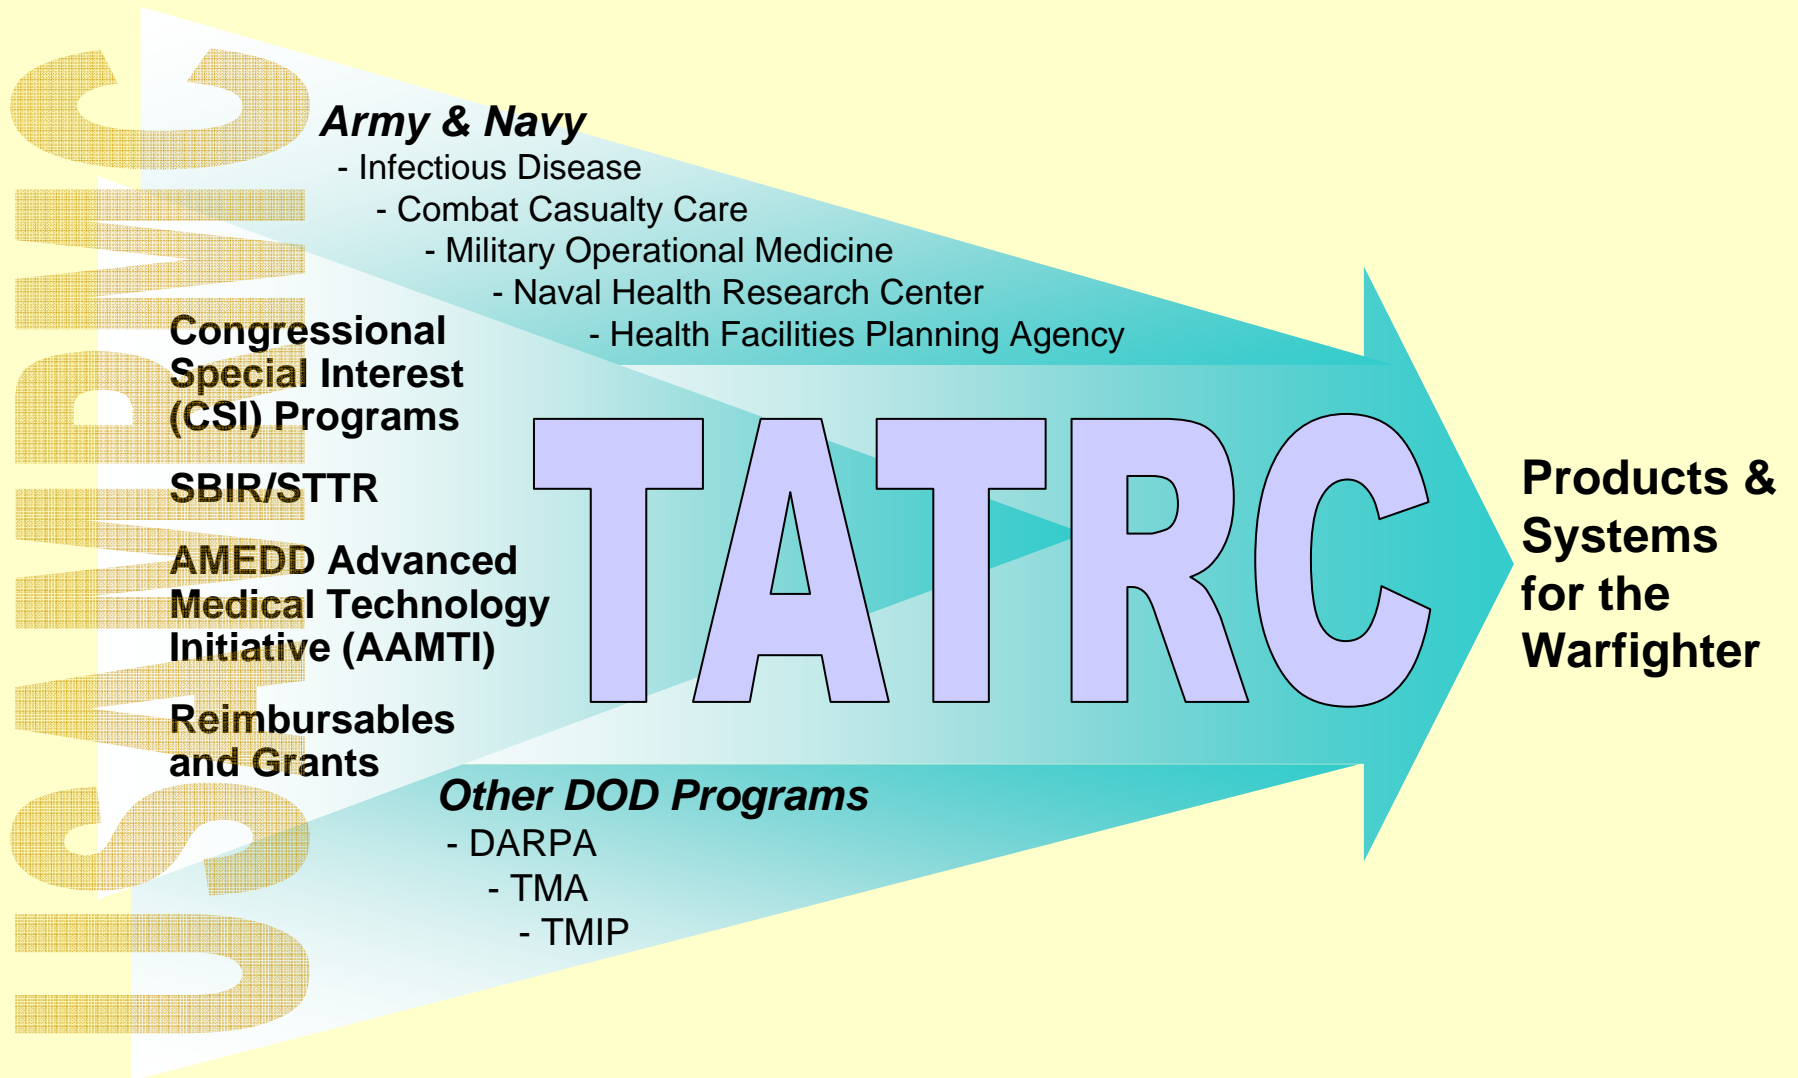 USAMRMC
Army & Navy
- Infectious Disease
- Combat Casualty Care
- Military Operational Medicine
- Naval Health Research Center
- Health Facilities Planning Agency
Congressional
Special Interest
(CSI) Programs
SBIR/STTR
AMEDD Advanced
Medical Technology
Initiative (AAMTI)
Reimbursables
and Grants
TATRC
Other DOD Programs
- DARPA
- TMA
- TMIP
Products &
Systems
for the
Warfighter